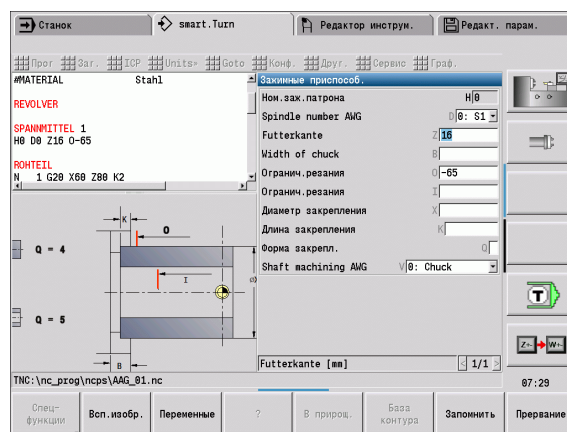 Станок
smart.Turn
Редактор инструм.
Редакт. парам.
Прог Заг. ICP Units» Goto Конф. Друг. Сервис Граф.
#MATERIAL Stahl
REVOLVER
SPANNMITTEL 1
H0 D0 Z16 O-65
ROHTEIL
N 1 G20 X60 Z80 K2
Зажимные приспособ.
Ном.заж.патрона H 0
Spindle number AWG D 0: S1
Futterkante Z 16
Width of chuck B
Огранич.резания O -65
Огранич.резания I
Диаметр закрепления X
Длина закрепления K
Форма закрепл. Q
Shaft machining AWG V 0: Chuck
K
O
Q = 4
I
Q = 5
B
Futterkante [mm] < 1/1 >
TNC:\nc_prog\ncps\AAG_01.nc
T
Z+- W+-
07:29
Спец-
функции
Всп.изобр.
Переменные
?
В прирощ.
База
контура
Запомнить
Прервание